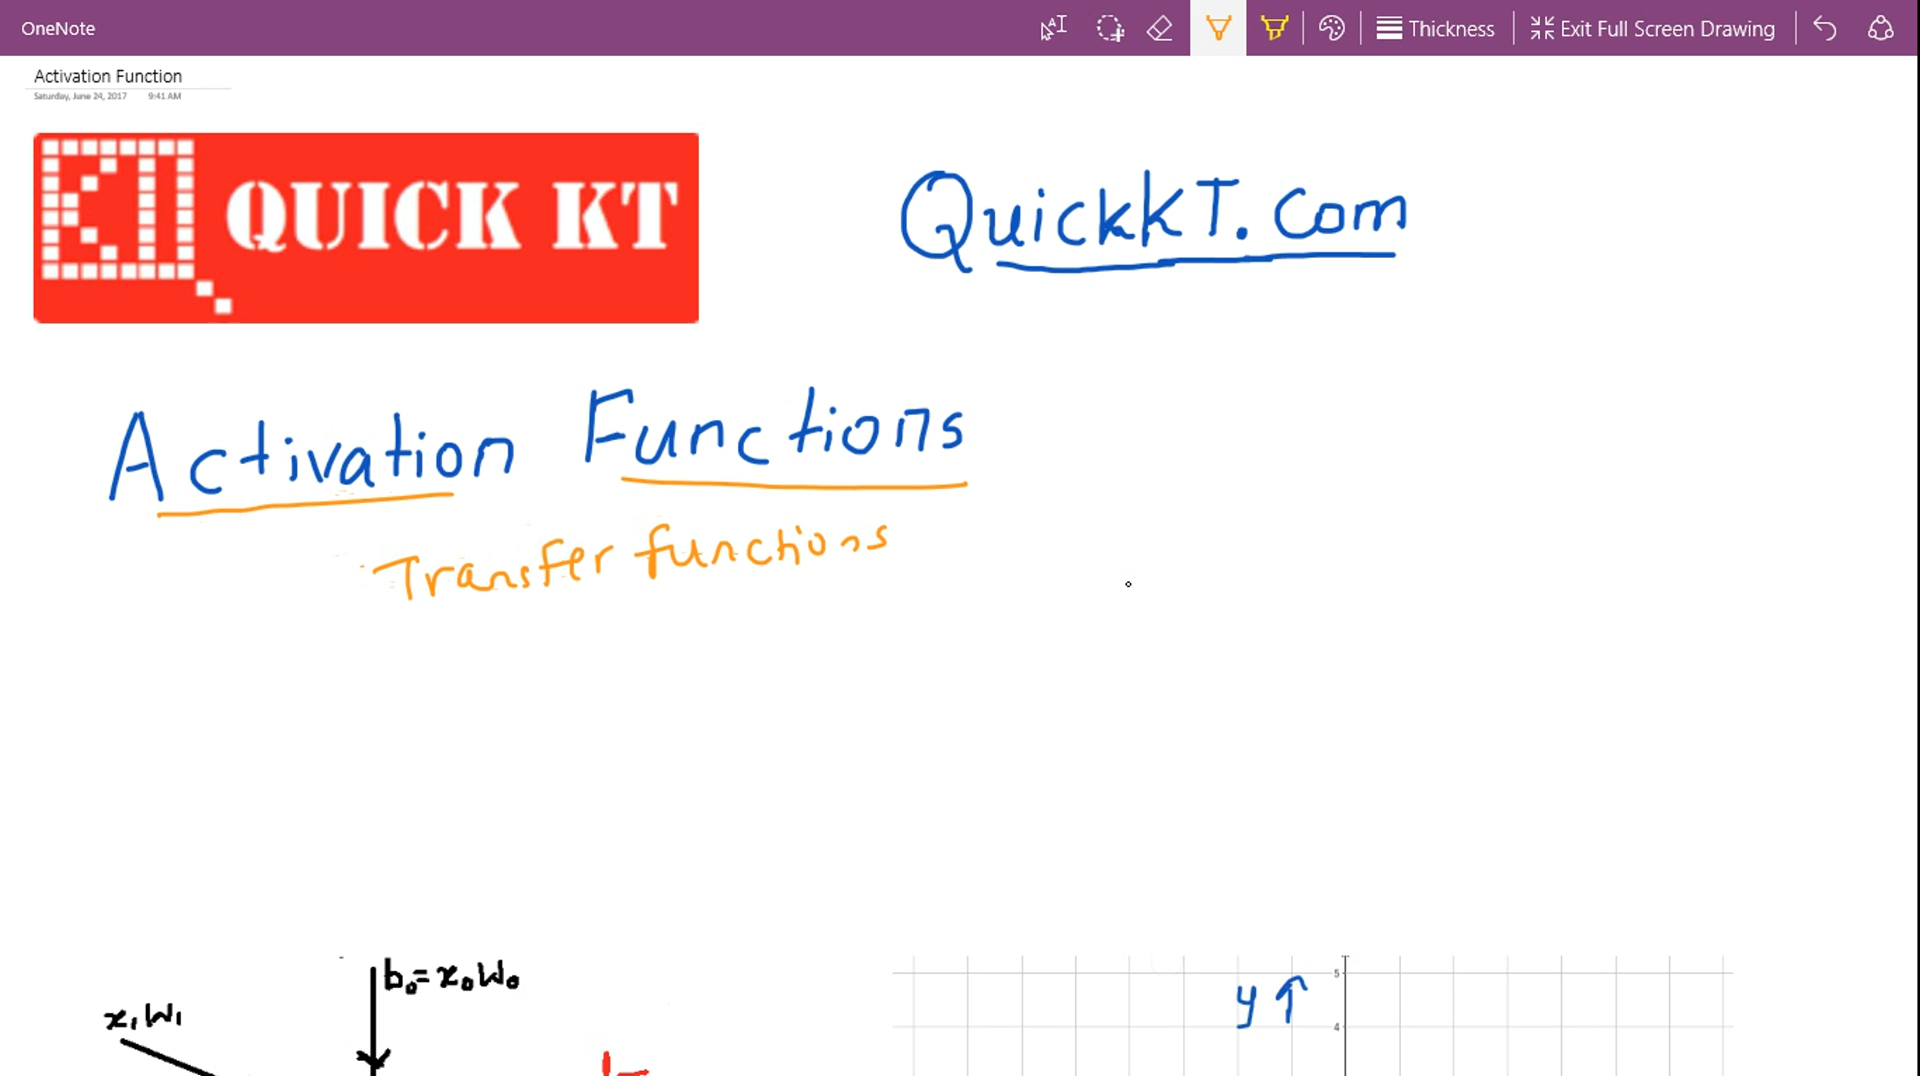 OneNote
Thickness
Exit Full Screen Drawing
Activation Function
Saturday, June 24, 2017 9:41 AM
QUICK KT
QuickkT.com
Activation Functions
Transfer functions
b₀=x₀W₀
x₁W₁
y ↑
5
4